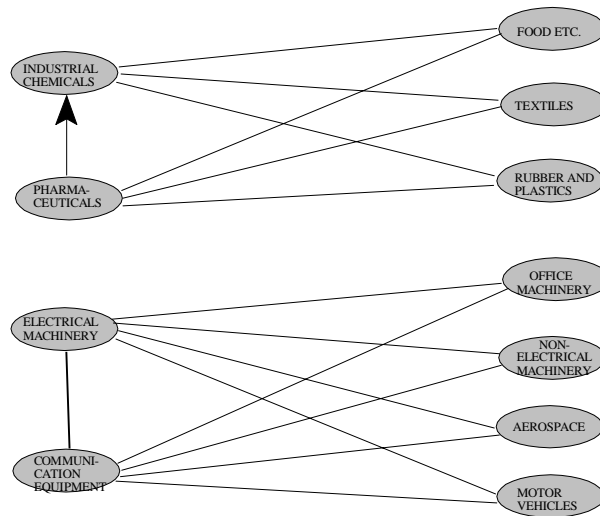 FOOD ETC.
INDUSTRIAL
CHEMICALS
TEXTILES
PHARMA-
CEUTICALS
RUBBER AND
PLASTICS
OFFICE
MACHINERY
ELECTRICAL
MACHINERY
NON-
ELECTRICAL
MACHINERY
AEROSPACE
COMMUNI-
CATION
EQUIPMENT
MOTOR
VEHICLES